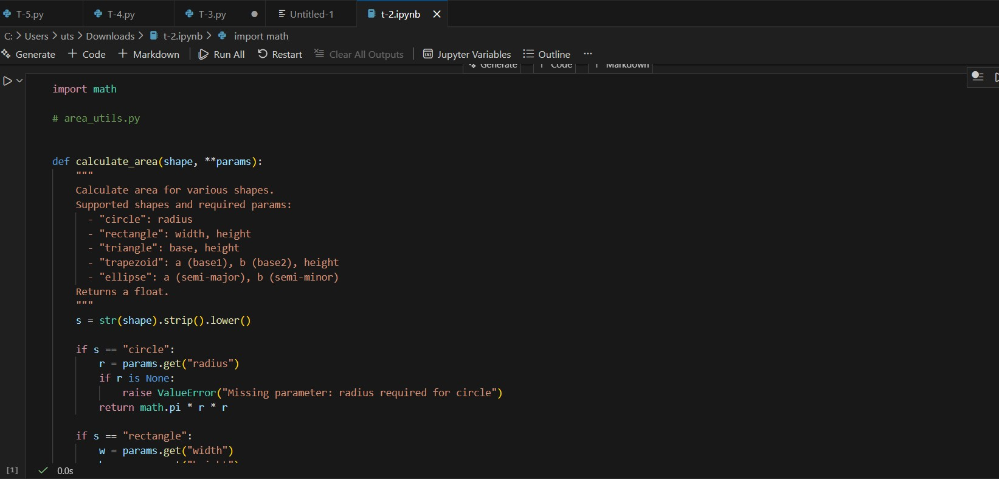 T-5.py T-4.py T-3.py Untitled-1 t-2.ipynb
C: > Users > uts > Downloads > t-2.ipynb > import math
Generate + Code + Markdown Run All Restart Clear All Outputs Jupyter Variables Outline ...
Generate + Code + Markdown
import math
# area_utils.py
def calculate_area(shape, **params):
"""
Calculate area for various shapes.
Supported shapes and required params:
- "circle": radius
- "rectangle": width, height
- "triangle": base, height
- "trapezoid": a (base1), b (base2), height
- "ellipse": a (semi-major), b (semi-minor)
Returns a float.
"""
s = str(shape).strip().lower()
if s == "circle":
r = params.get("radius")
if r is None:
raise ValueError("Missing parameter: radius required for circle")
return math.pi * r * r
if s == "rectangle":
w = params.get("width")
[1] 0.0s